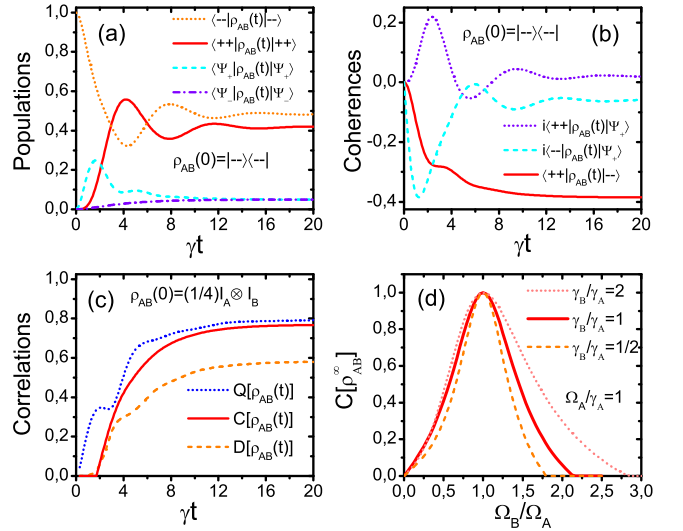 (a)
⟨--|ρAB(t)|--⟩
⟨++|ρAB(t)|++⟩
⟨Ψ+|ρAB(t)|Ψ+⟩
⟨Ψ−|ρAB(t)|Ψ−⟩
ρAB(0)=|--⟩⟨--|
Populations
1,0
0,8
0,6
0,4
0,2
0,0
0 4 8 12 16 20
γt
(b)
ρAB(0)=|--⟩⟨--|
i⟨++|ρAB(t)|Ψ+⟩
i⟨--|ρAB(t)|Ψ+⟩
⟨++|ρAB(t)|--⟩
Coherences
0,2
0,0
-0,2
-0,4
0 4 8 12 16 20
γt
(c)
ρAB(0)=(1/4)IA⊗ IB
Q[ρAB(t)]
C[ρAB(t)]
D[ρAB(t)]
Correlations
1,0
0,8
0,6
0,4
0,2
0,0
0 4 8 12 16 20
γt
(d)
γB/γA=2
γB/γA=1
γB/γA=1/2
ΩA/γA=1
C[ρAB∞]
1,0
0,8
0,6
0,4
0,2
0,0
0,0 0,5 1,0 1,5 2,0 2,5 3,0
ΩB/ΩA